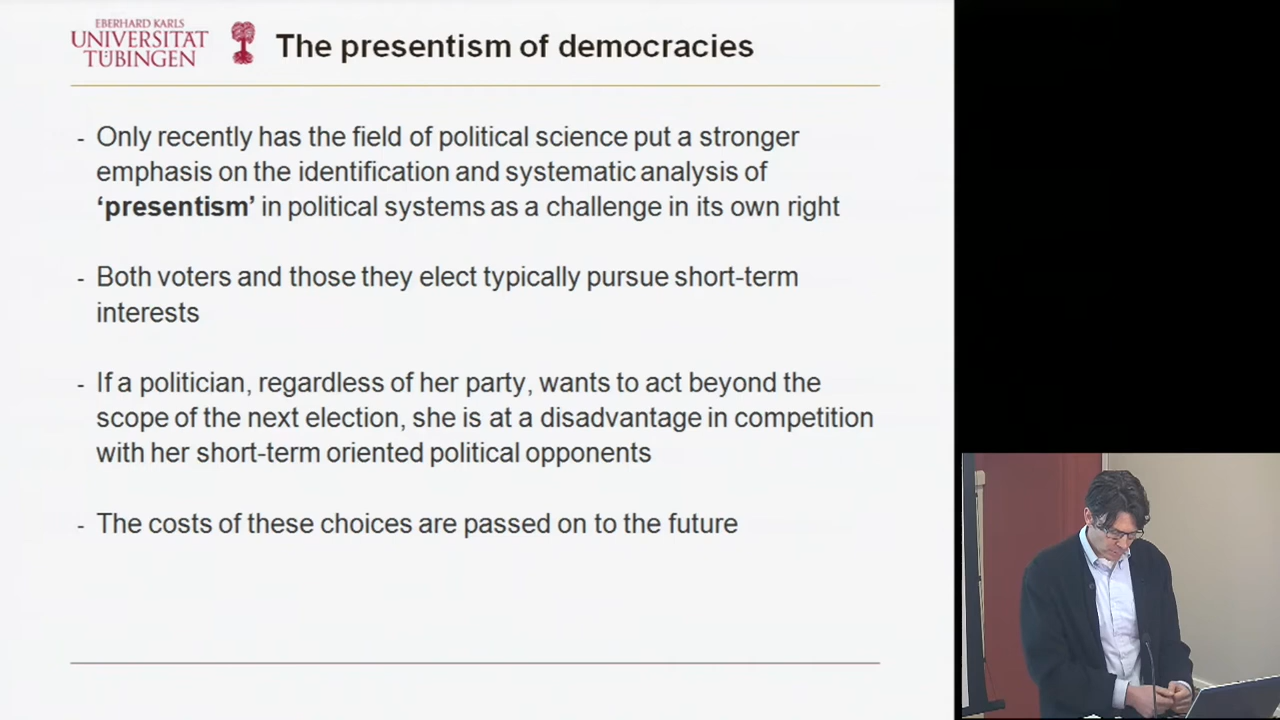 EBERHARD KARLS
UNIVERSITÄT
TÜBINGEN
The presentism of democracies
- Only recently has the field of political science put a stronger
emphasis on the identification and systematic analysis of
‘presentism’ in political systems as a challenge in its own right
- Both voters and those they elect typically pursue short-term
interests
- If a politician, regardless of her party, wants to act beyond the
scope of the next election, she is at a disadvantage in competition
with her short-term oriented political opponents
- The costs of these choices are passed on to the future